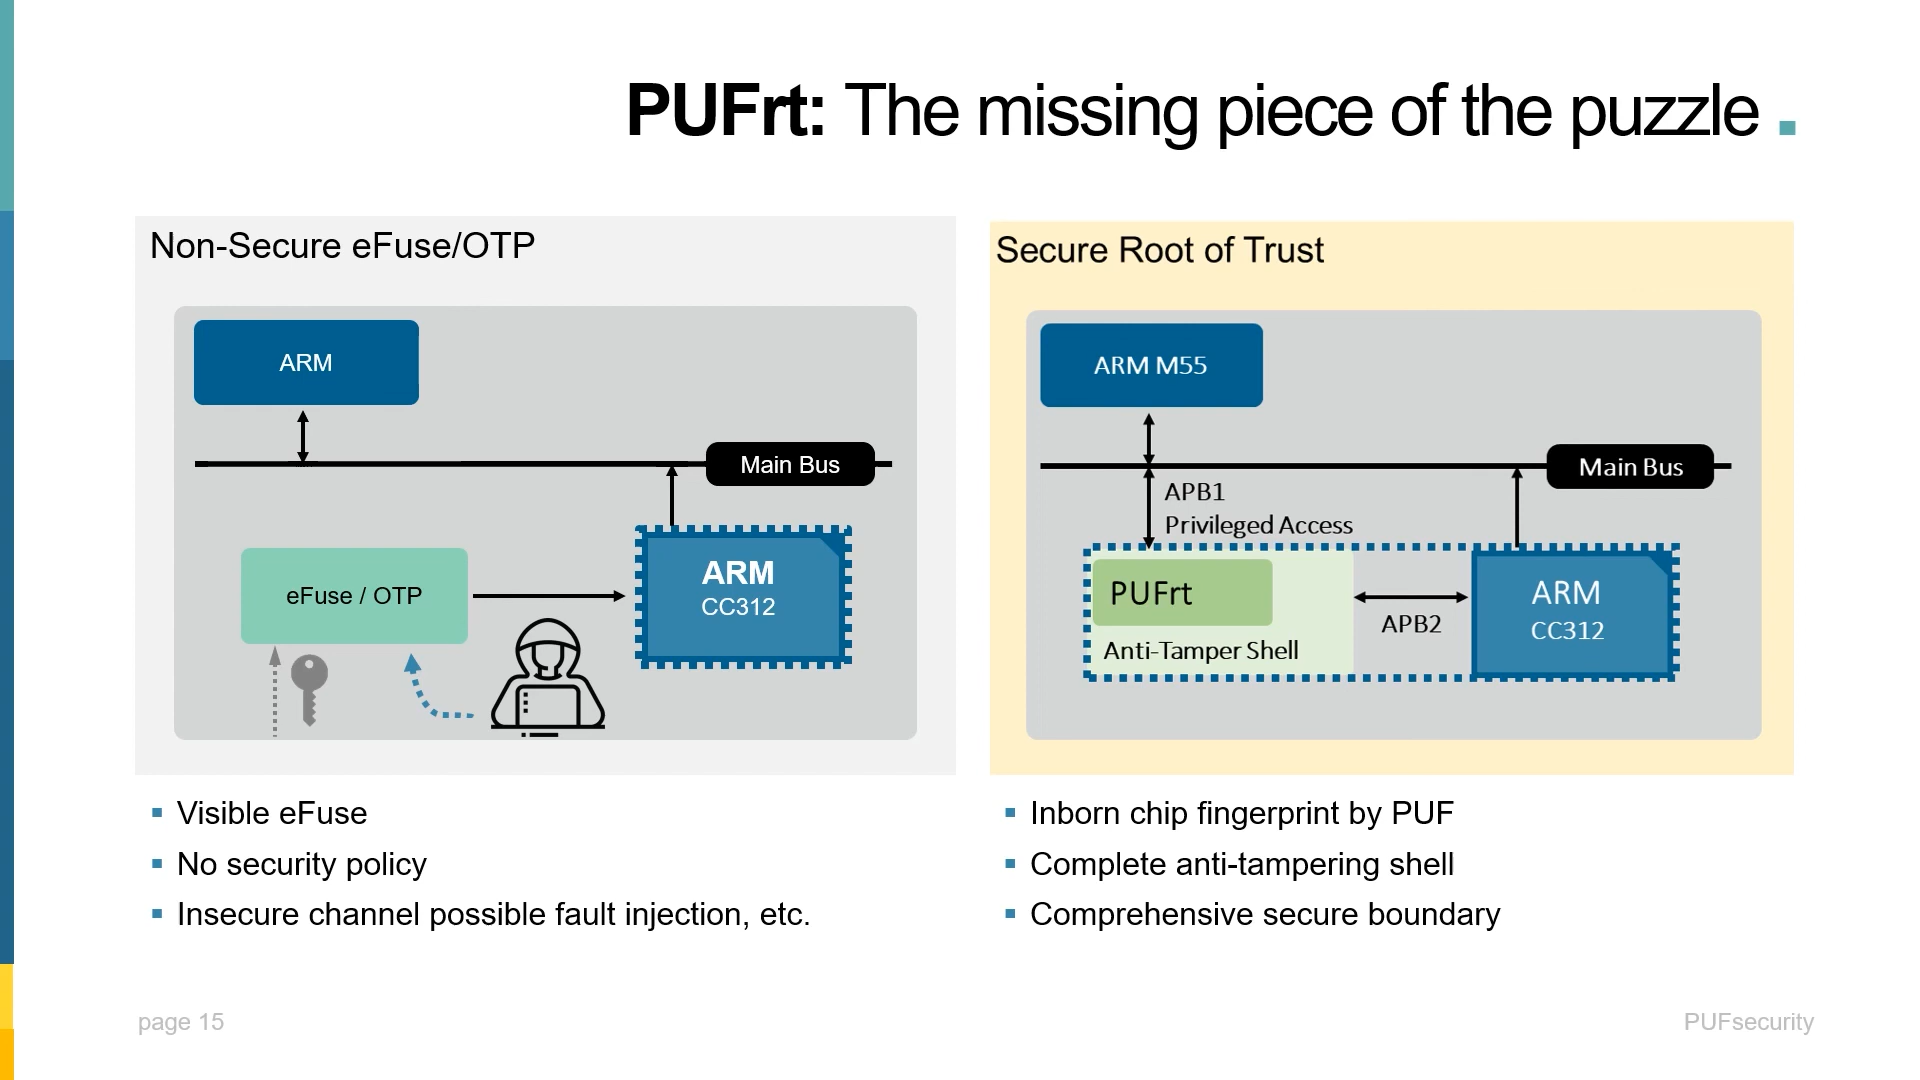 PUFrt: The missing piece of the puzzle .
Non-Secure eFuse/OTP
ARM
Main Bus
eFuse / OTP
ARM
CC312
Visible eFuse
No security policy
Insecure channel possible fault injection, etc.
Secure Root of Trust
ARM M55
Main Bus
APB1
Privileged Access
PUFrt
Anti-Tamper Shell
APB2
ARM
CC312
Inborn chip fingerprint by PUF
Complete anti-tampering shell
Comprehensive secure boundary
page 15
PUFsecurity